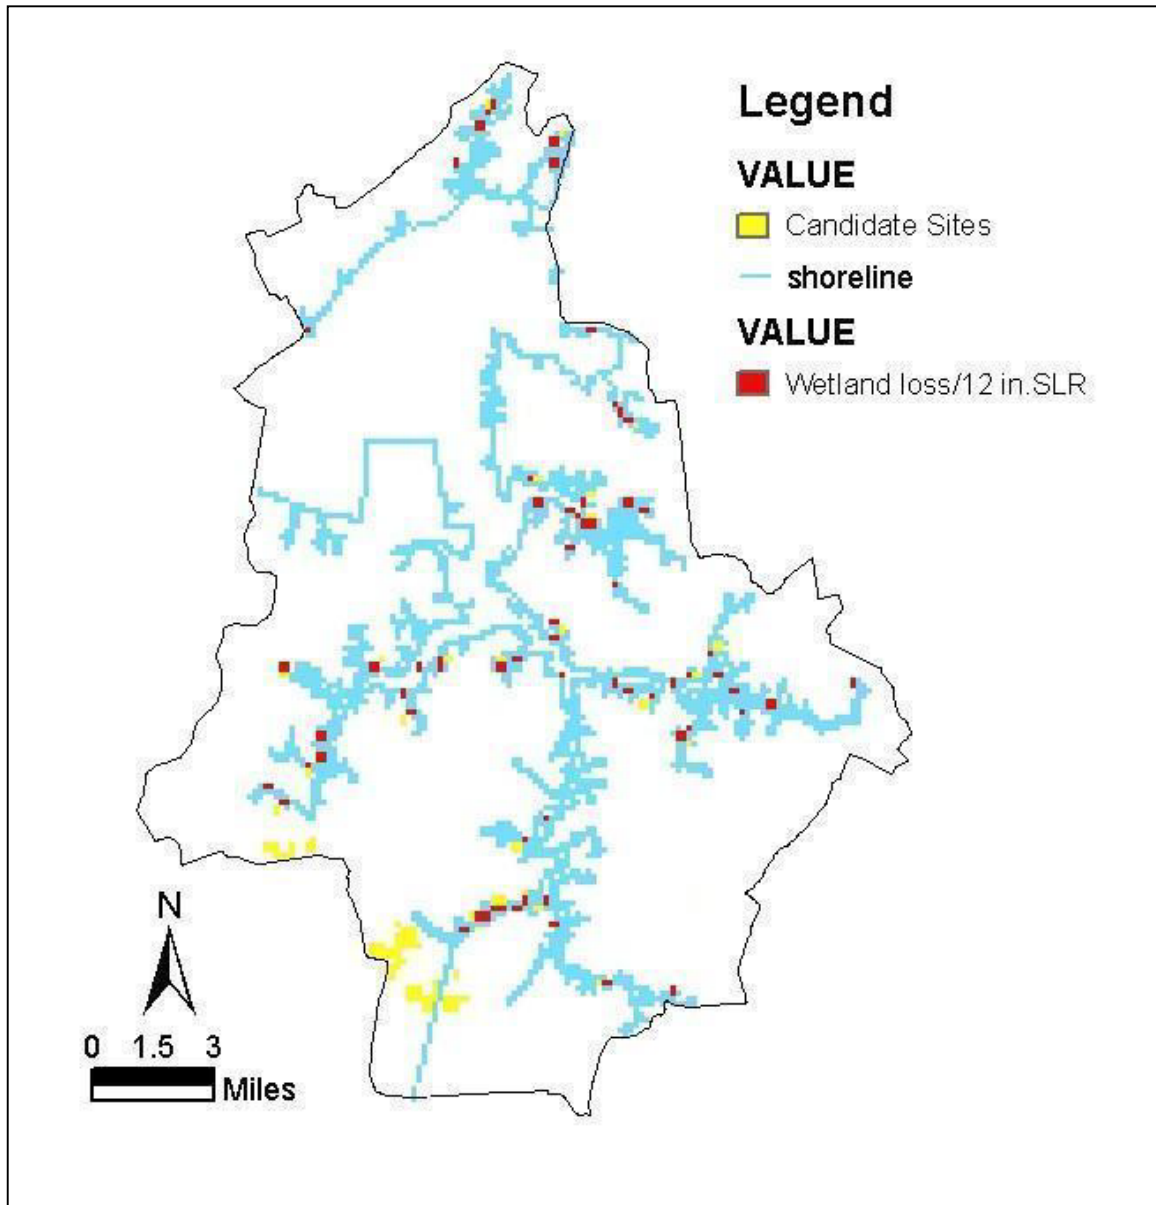 Legend
VALUE
Candidate Sites
shoreline
VALUE
Wetland loss/12 in.SLR
N
0 1.5 3
Miles